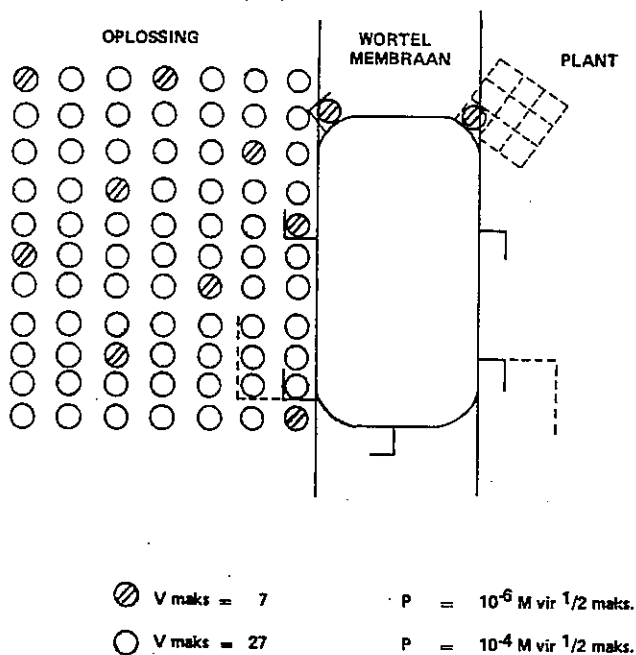 OPLOSSING
WORTEL
MEMBRAAN
PLANT
V maks = 7 P = 10⁻⁶ M vir 1/2 maks.
V maks = 27 P = 10⁻⁴ M vir 1/2 maks.